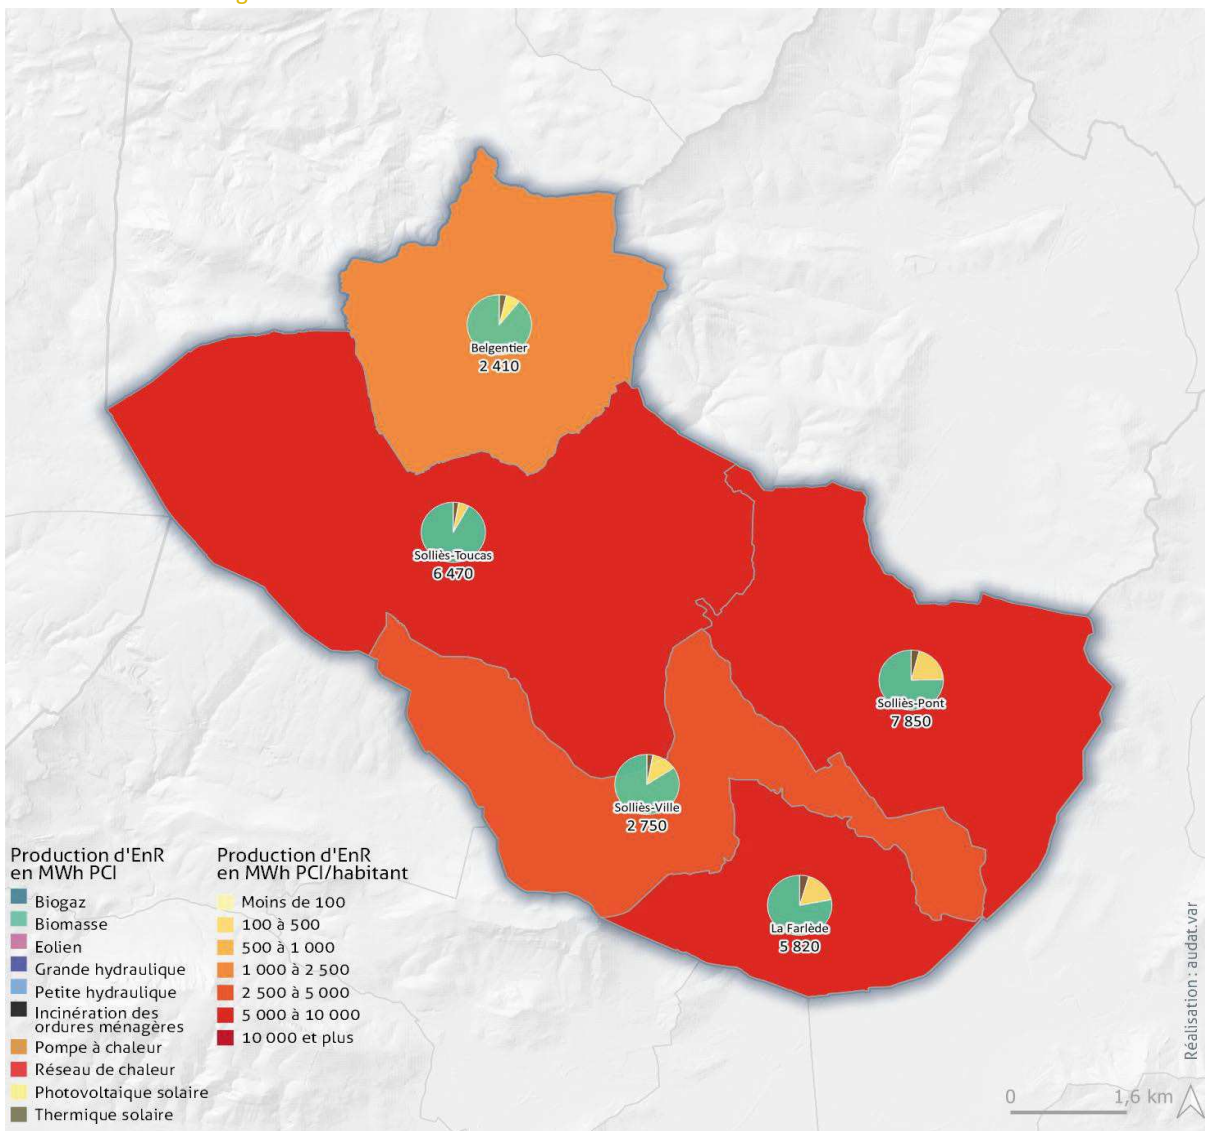 Belgentier
2 410
Solliès-Toucas
6 470
Solliès-Pont
7 850
Solliès-Ville
2 750
La Farlède
5 820
Production d'EnR
en MWh PCI
Biogaz
Biomasse
Eolien
Grande hydraulique
Petite hydraulique
Incinération des
ordures ménagères
Pompe à chaleur
Réseau de chaleur
Photovoltaique solaire
Thermique solaire
Production d'EnR
en MWh PCI/habitant
Moins de 100
100 à 500
500 à 1 000
1 000 à 2 500
2 500 à 5 000
5 000 à 10 000
10 000 et plus
Réalisation : audat.var
0 1,6 km